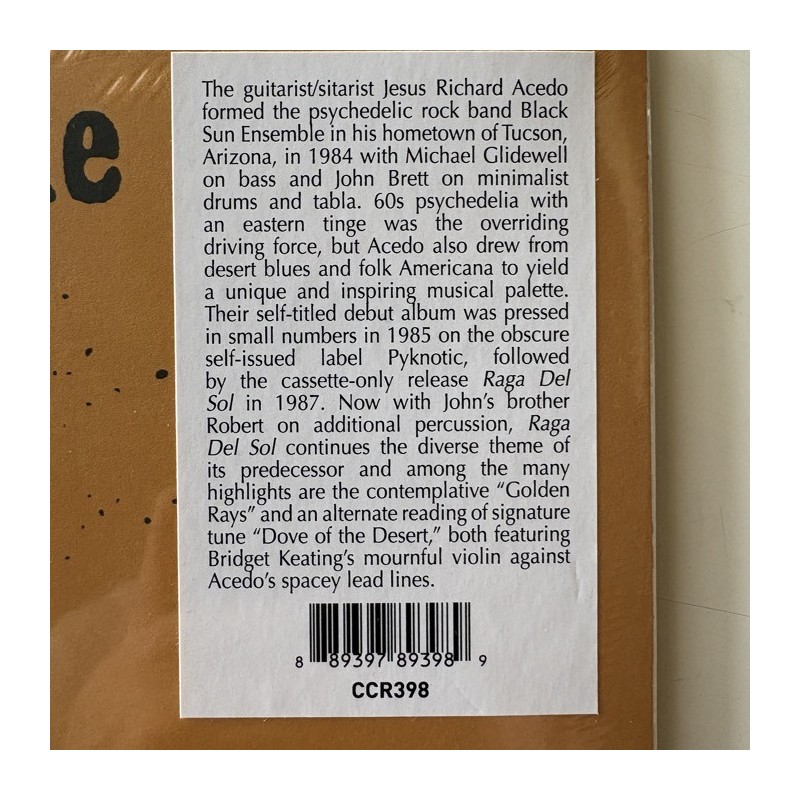 e
The guitarist/sitarist Jesus Richard Acedo
formed the psychedelic rock band Black
Sun Ensemble in his hometown of Tucson,
Arizona, in 1984 with Michael Glidewell
on bass and John Brett on minimalist
drums and tabla. 60s psychedelia with
an eastern tinge was the overriding
driving force, but Acedo also drew from
desert blues and folk Americana to yield
a unique and inspiring musical palette.
Their self-titled debut album was pressed
in small numbers in 1985 on the obscure
self-issued label Pyknotic, followed
by the cassette-only release Raga Del
Sol in 1987. Now with John's brother
Robert on additional percussion, Raga
Del Sol continues the diverse theme of
its predecessor and among the many
highlights are the contemplative “Golden
Rays” and an alternate reading of signature
tune “Dove of the Desert,” both featuring
Bridget Keating's mournful violin against
Acedo's spacey lead lines.
8 89397 89398 9
CCR398